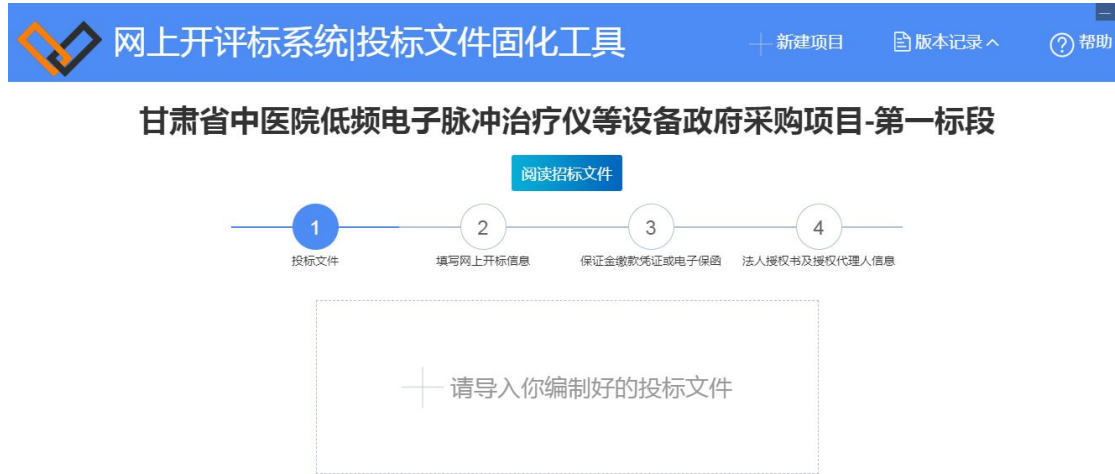 网上开评标系统|投标文件固化工具
新建项目
版本记录
帮助
甘肃省中医院低频电子脉冲治疗仪等设备政府采购项目-第一标段
阅读招标文件
1 2 3 4
投标文件 填写网上开标信息 保证金缴款凭证或电子保函 法人授权书及授权代理人信息
请导入你编制好的投标文件